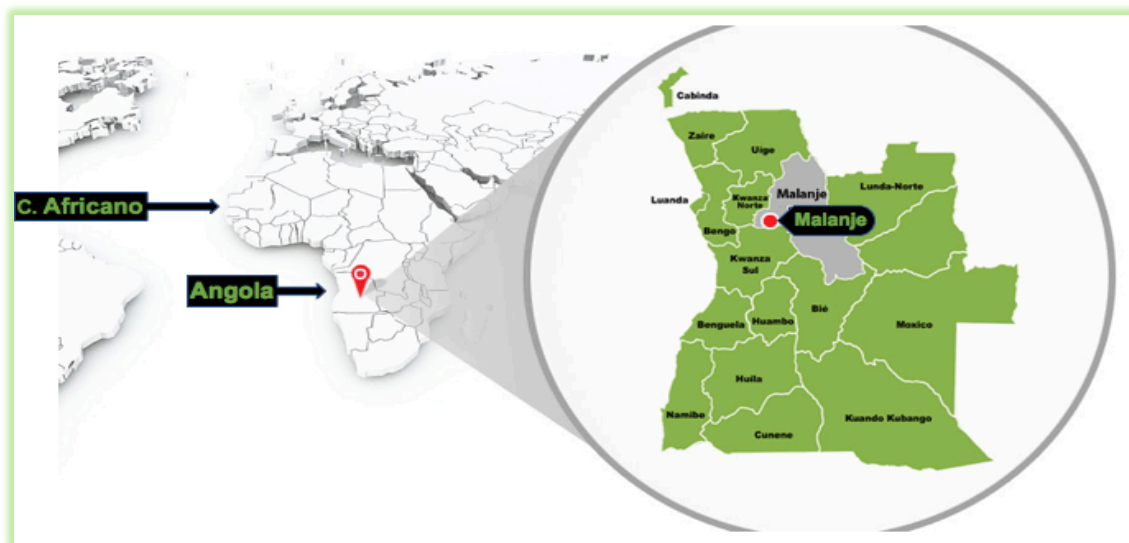 C. Africano
Angola
Cabinda
Zaire
Uige
Luanda
Kwanza
Norte
Malanje
Lunda-Norte
Malanje
Bengo
Kwanza
Sul
Benguela
Huambo
Bié
Moxico
Huíla
Namibe
Cunene
Kuando Kubango